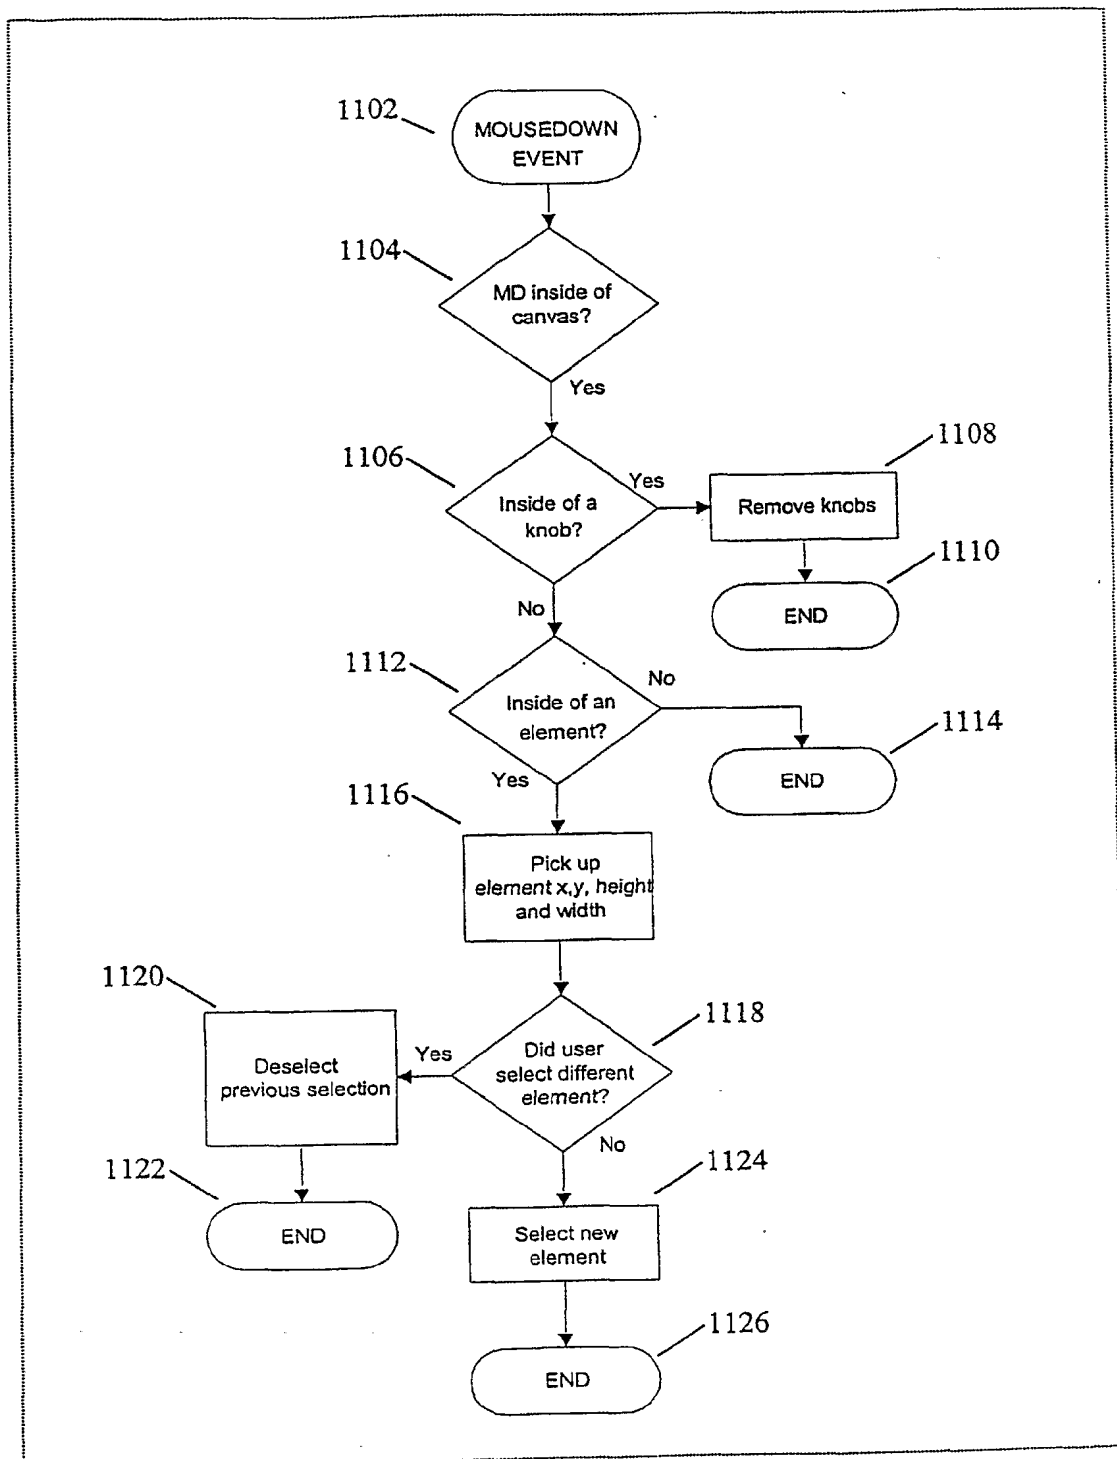 1102
MOUSEDOWN
EVENT
1104
MD inside of
canvas?
Yes
1106
Inside of a
knob?
Yes
1108
Remove knobs
1110
END
No
1112
Inside of an
element?
No
1114
END
Yes
1116
Pick up
element x,y, height
and width
1118
Did user
select different
element?
Yes
1120
Deselect
previous selection
1122
END
No
1124
Select new
element
1126
END